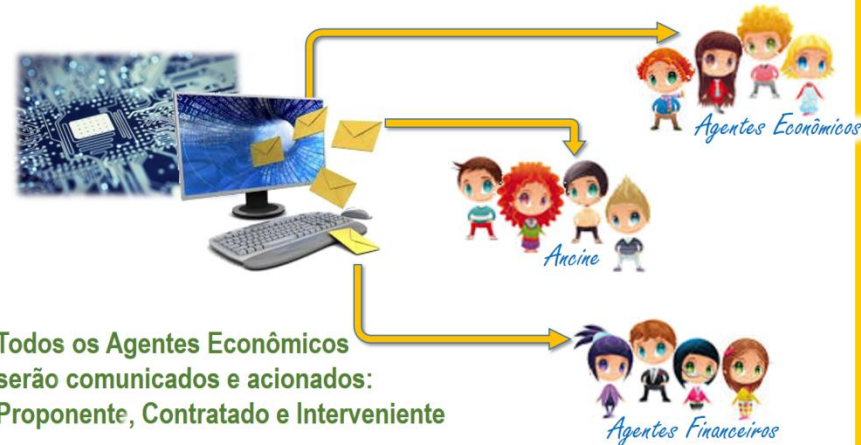 Agentes Econômicos
Ancine
Todos os Agentes Econômicos
serão comunicados e acionados:
Proponente, Contratado e Interveniente
Agentes Financeiros